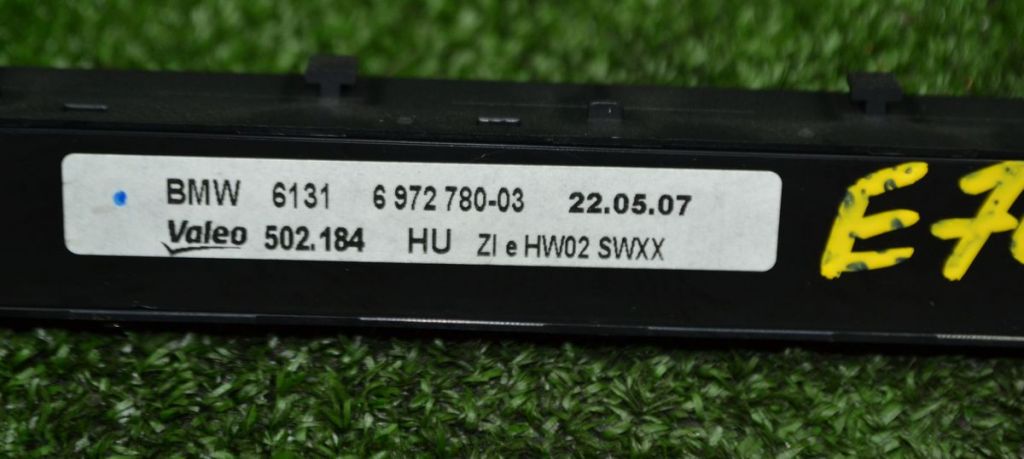 BMW 6131 6 972 780-03 22.05.07
Valeo 502.184 HU ZI e HW02 SWXX